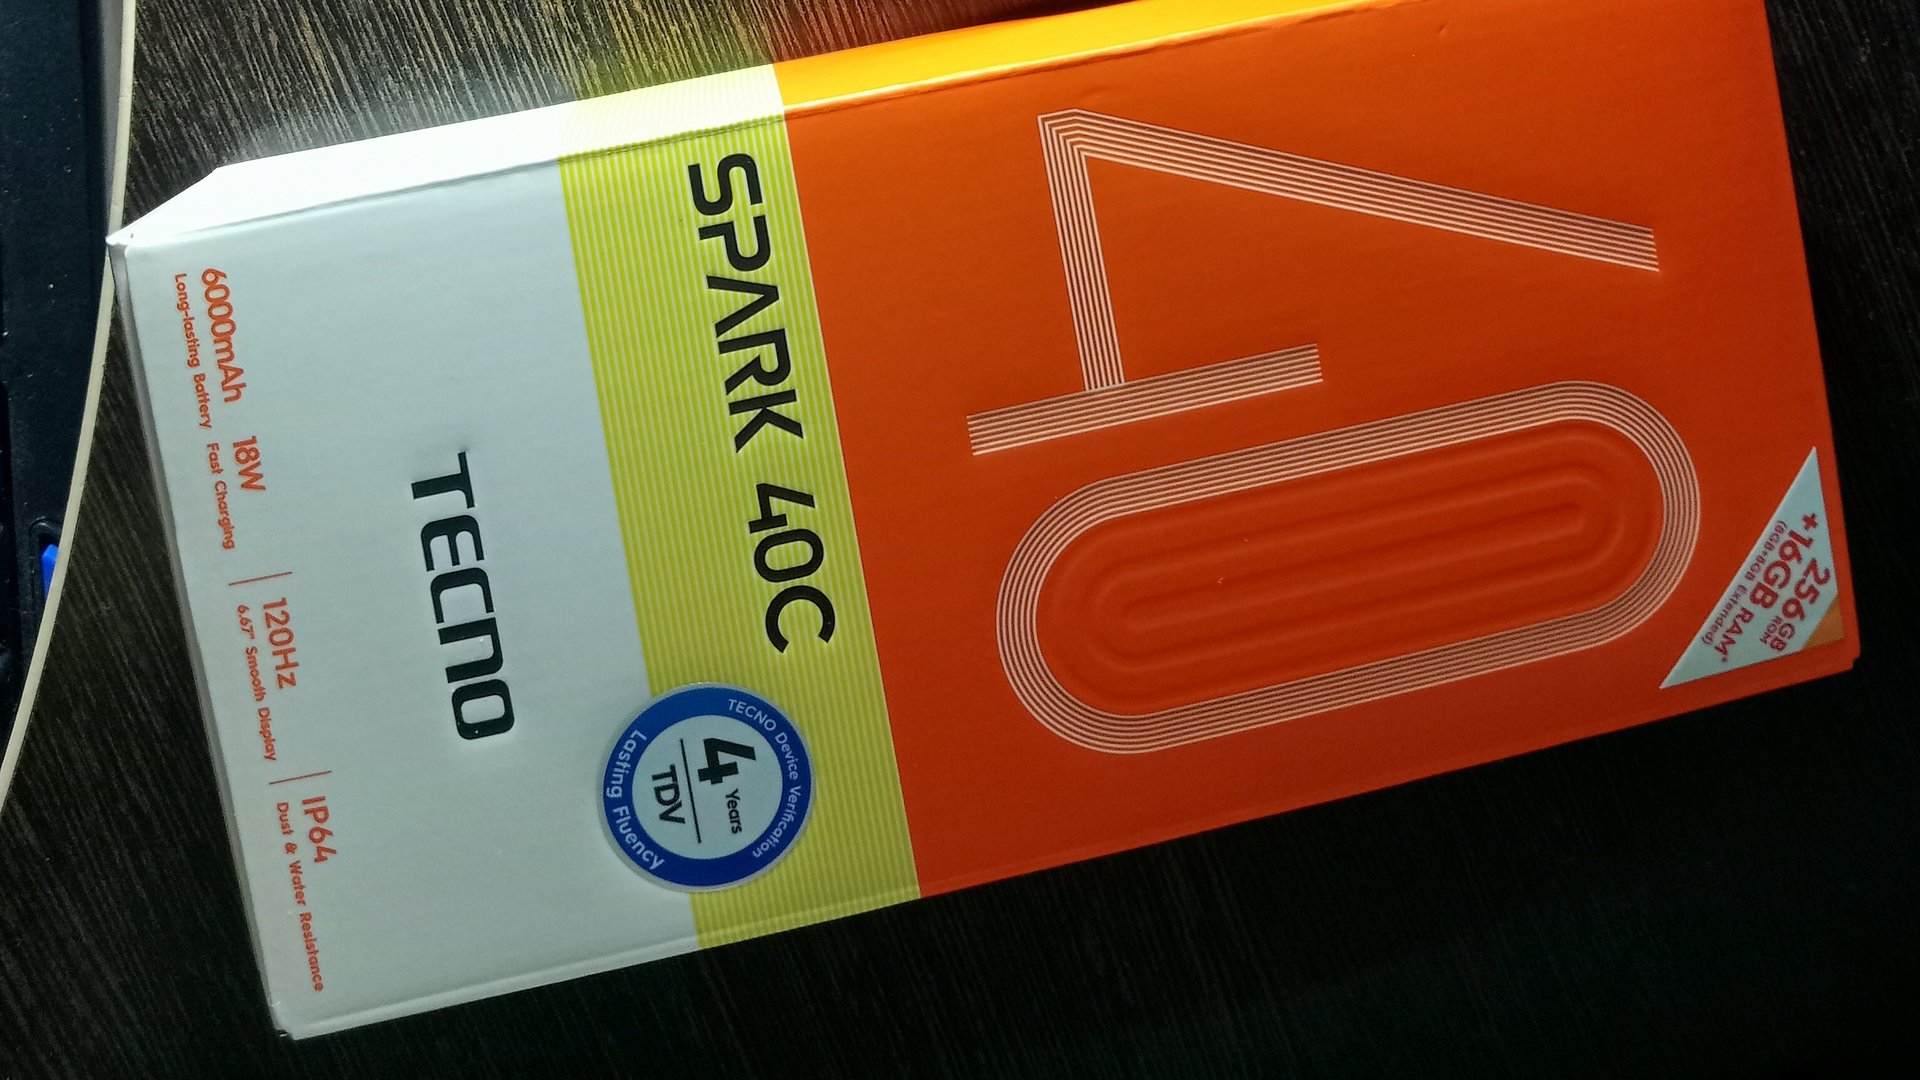 256GB ROM
+16GB RAM*
(8GB+8GB Extended)
40
SPARK 40C
TECNO Device Verification
4 Years
TDV
Lasting Fluency
TECNO
6000mAh
Long-lasting Battery
18W
Fast Charging
120Hz
6.67" Smooth Display
IP64
Dust & Water Resistance